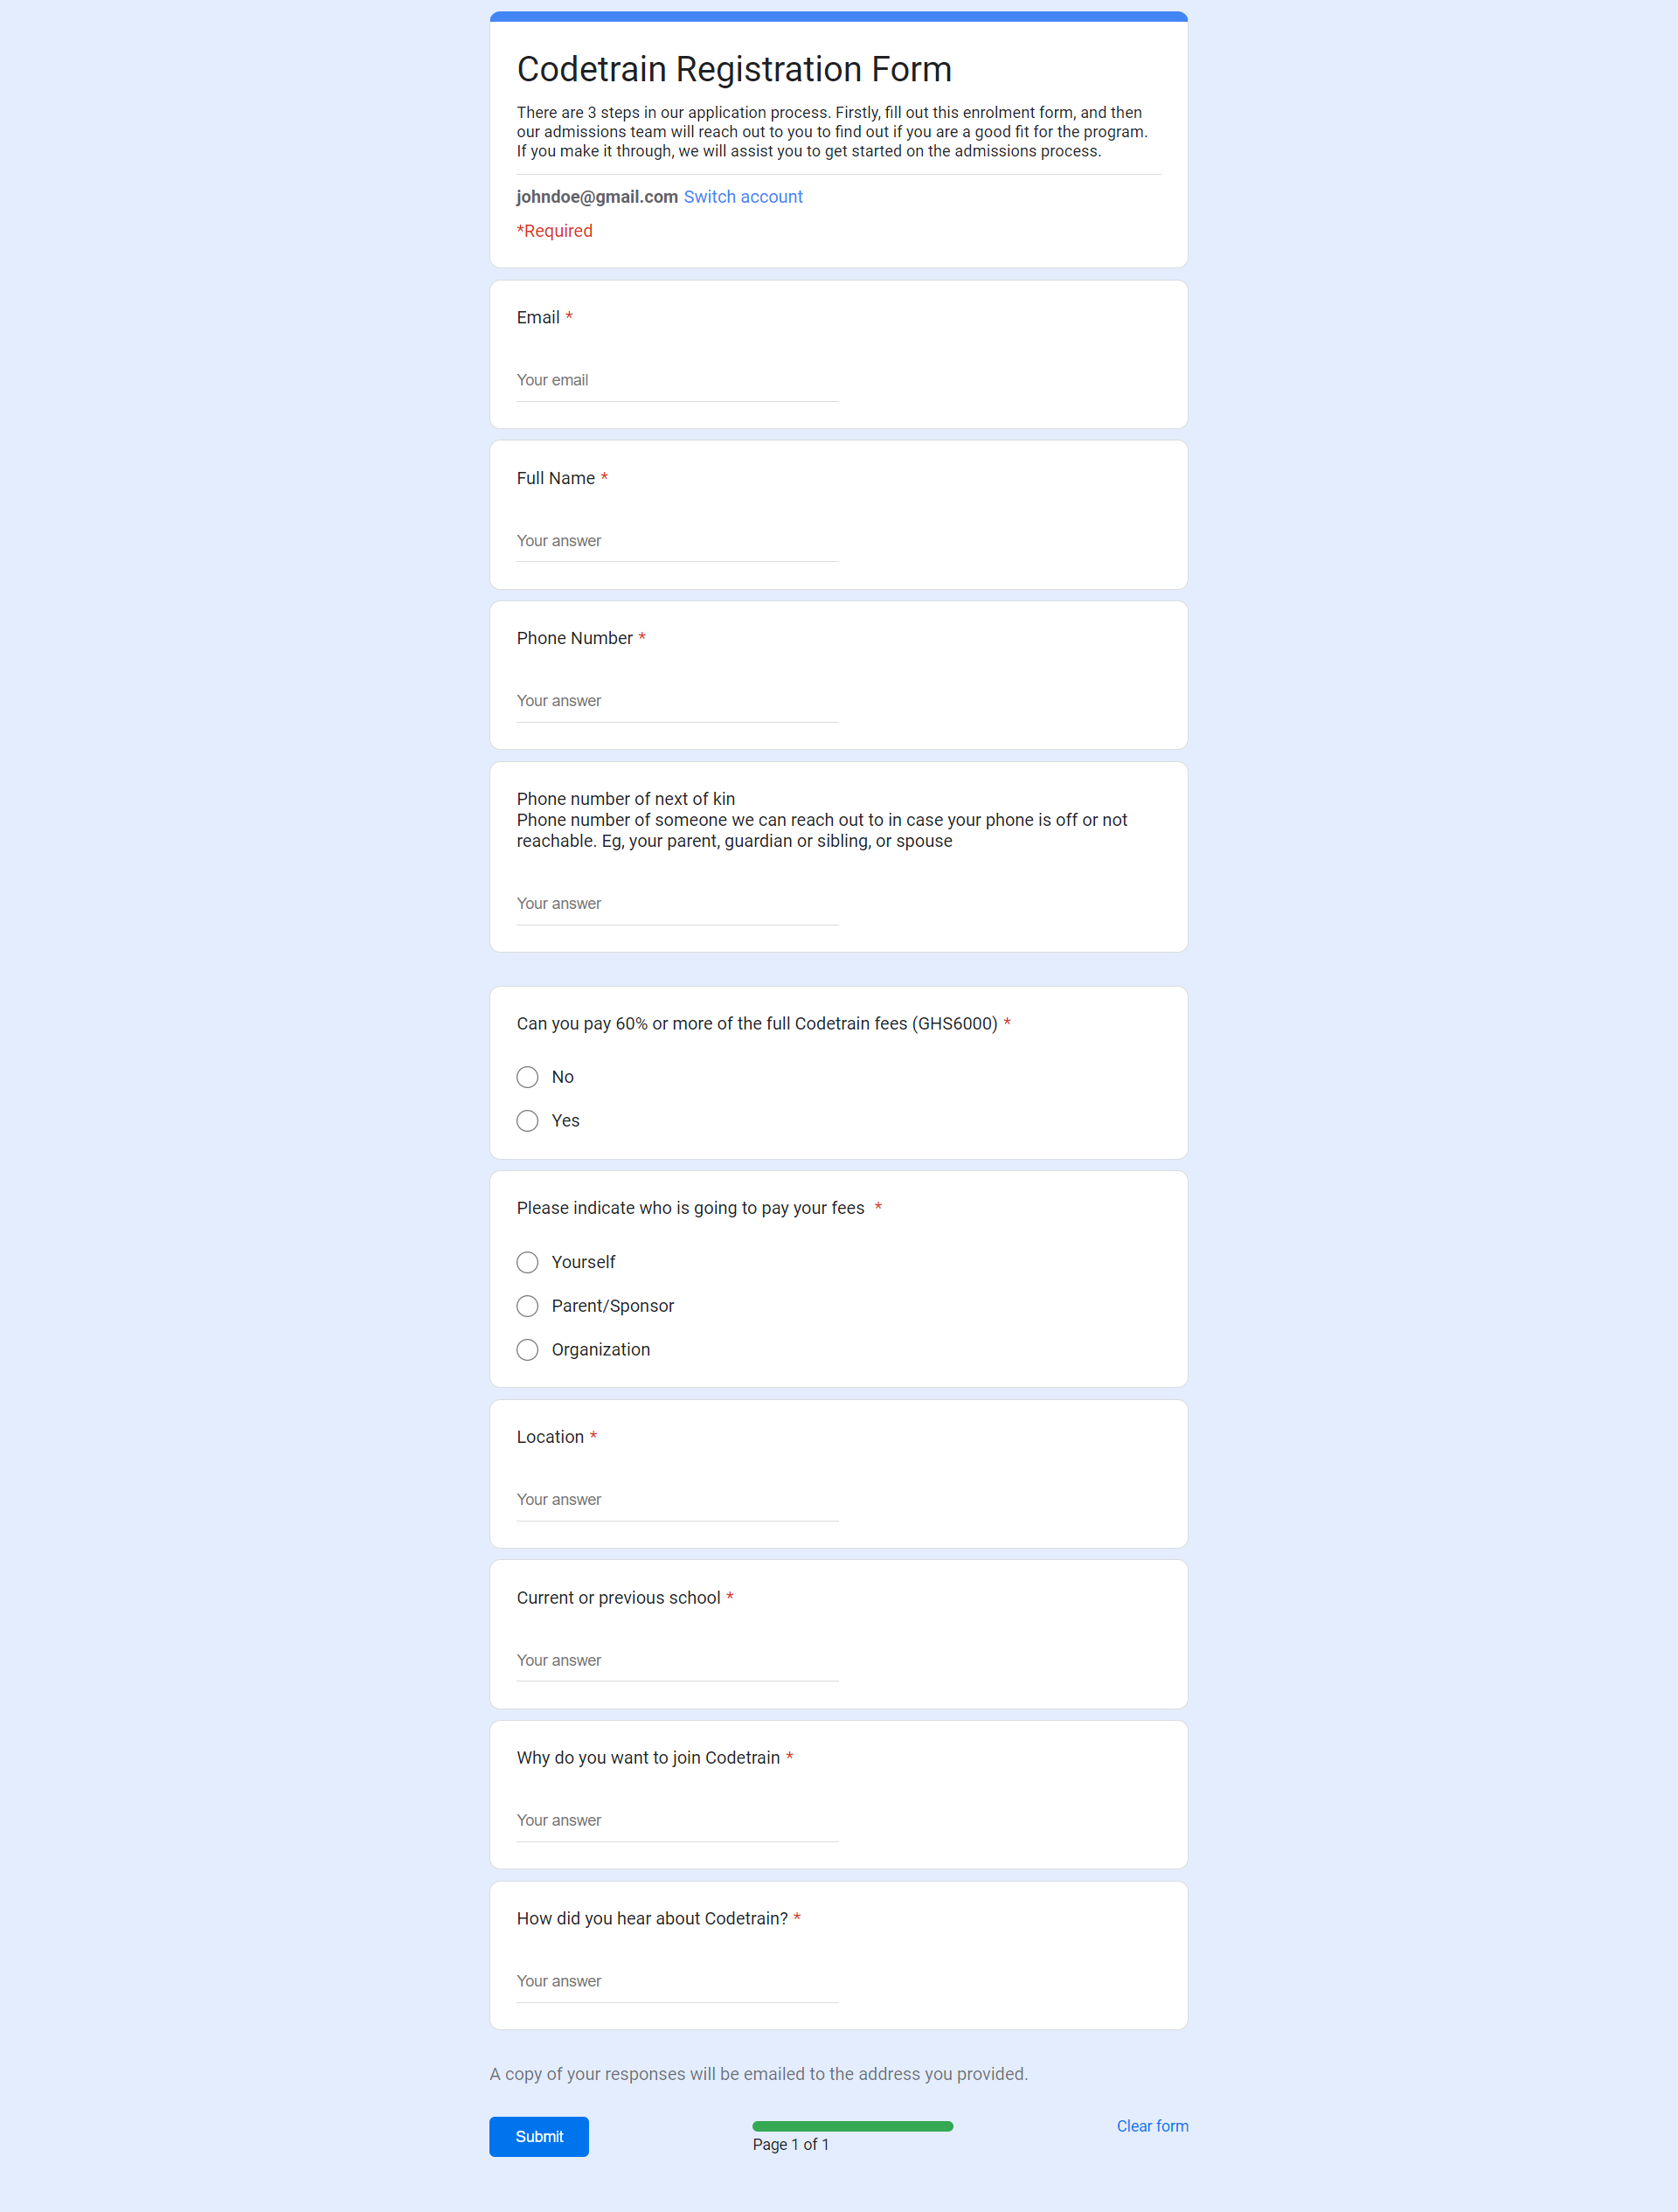 Codetrain Registration Form
There are 3 steps in our application process. Firstly, fill out this enrolment form, and then
our admissions team will reach out to you to find out if you are a good fit for the program.
If you make it through, we will assist you to get started on the admissions process.
johndoe@gmail.com Switch account
*Required
Email *
Your email
Full Name *
Your answer
Phone Number *
Your answer
Phone number of next of kin
Phone number of someone we can reach out to in case your phone is off or not
reachable. Eg, your parent, guardian or sibling, or spouse
Your answer
Can you pay 60% or more of the full Codetrain fees (GHS6000) *
No
Yes
Please indicate who is going to pay your fees *
Yourself
Parent/Sponsor
Organization
Location *
Your answer
Current or previous school *
Your answer
Why do you want to join Codetrain *
Your answer
How did you hear about Codetrain? *
Your answer
A copy of your responses will be emailed to the address you provided.
Submit
Page 1 of 1
Clear form